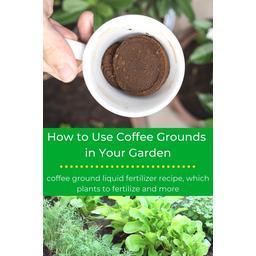 How to Use Coffee Grounds
in Your Garden
coffee ground liquid fertilizer recipe, which
plants to fertilize and more